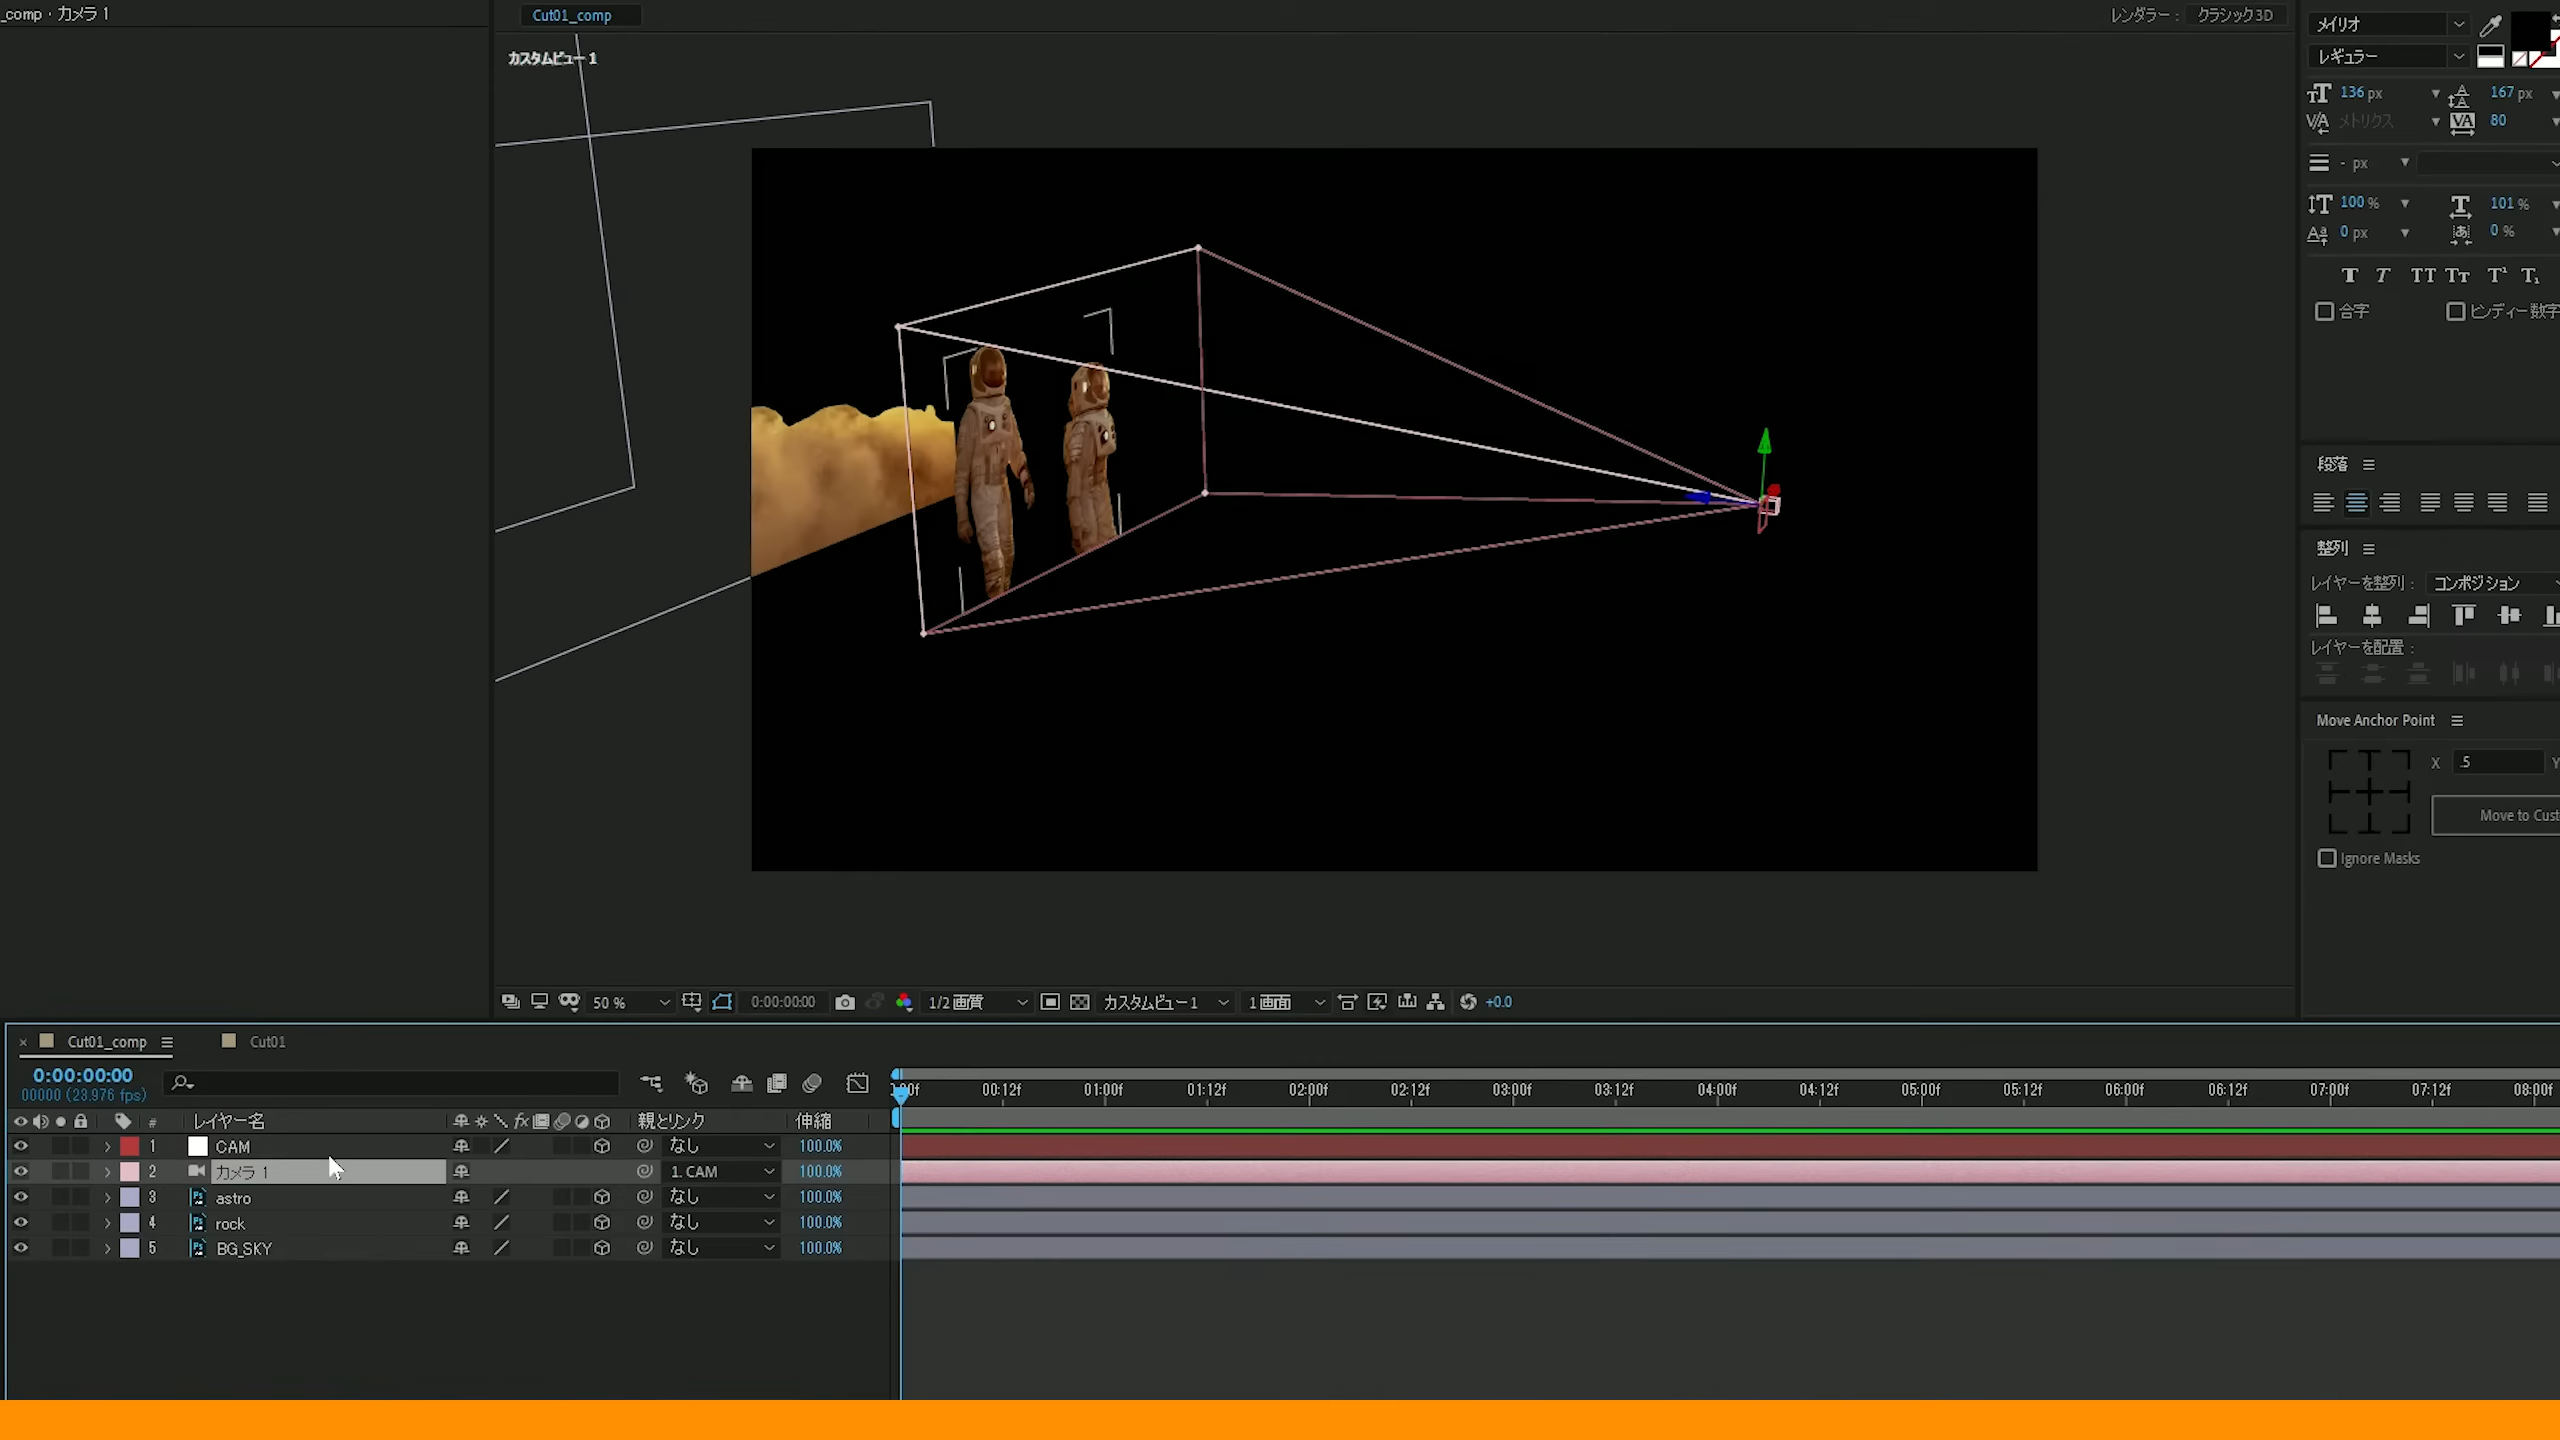 _comp・カメラ 1
Cut01_comp
レンダラー： クラシック3D
カスタムビュー 1
メイリオ
レギュラー
136 px
167 px
メトリクス
80
- px
100 %
101 %
0 px
0 %
合字
ヒンディー数字
段落
整列
レイヤーを整列： コンポジション
レイヤーを配置：
Move Anchor Point
X .5 Y
Move to Cust
Ignore Masks
50 %
0:00:00:00
1/2 画質
カスタムビュー 1
1 画面
+0.0
Cut01_comp
Cut01
0:00:00:00
00000 (23.976 fps)
:00f 00:12f 01:00f 01:12f 02:00f 02:12f 03:00f 03:12f 04:00f 04:12f 05:00f 05:12f 06:00f 06:12f 07:00f 07:12f 08:00f
# レイヤー名 fx 親とリンク 伸縮
1 CAM なし 100.0%
2 カメラ 1 1. CAM 100.0%
3 astro なし 100.0%
4 rock なし 100.0%
5 BG_SKY なし 100.0%